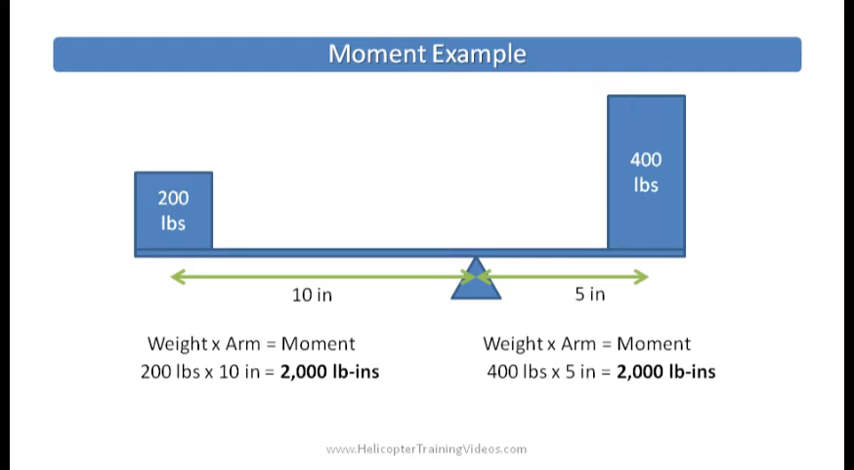 Moment Example
200
lbs
400
lbs
10 in
5 in
Weight x Arm = Moment
200 lbs x 10 in = 2,000 lb-ins
Weight x Arm = Moment
400 lbs x 5 in = 2,000 lb-ins
www.HelicopterTrainingVideos.com